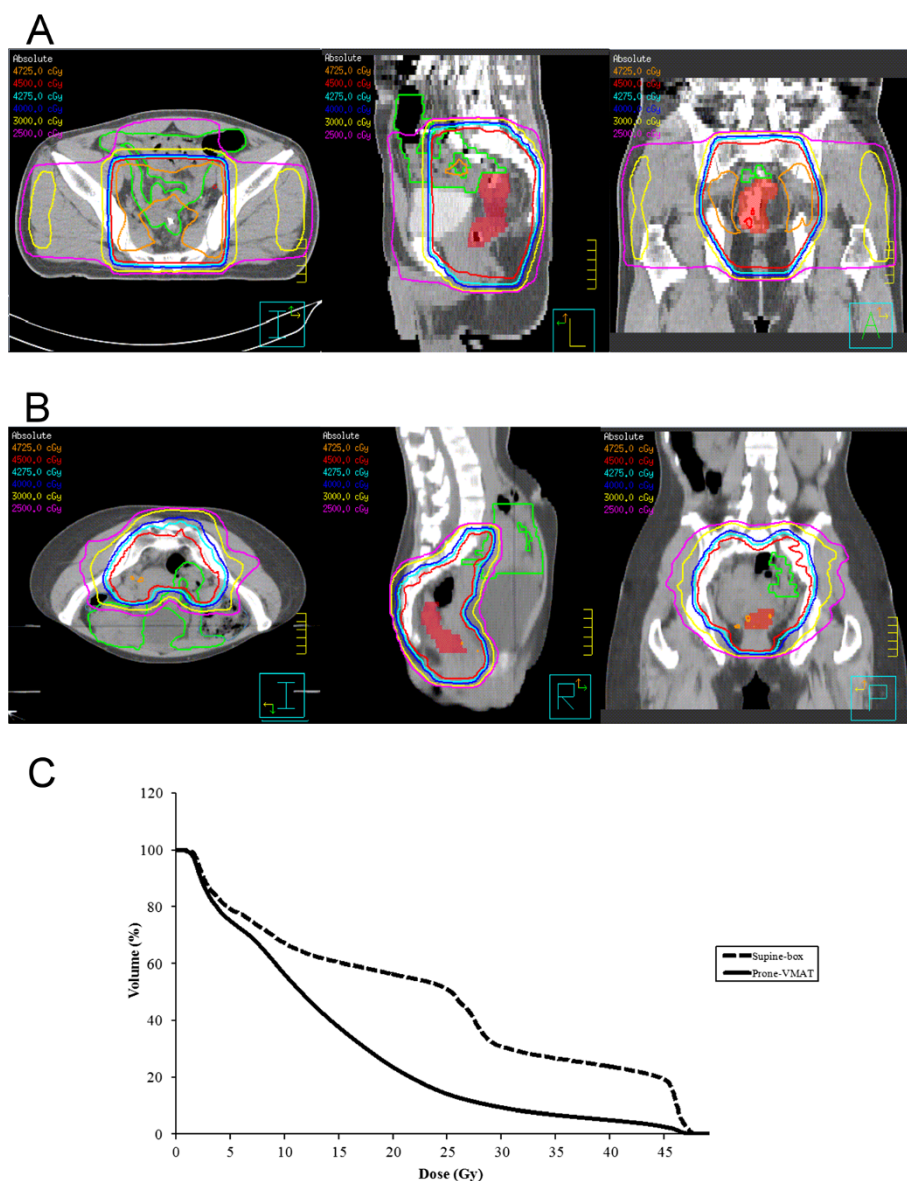 A
Absolute
4725.0 cGy
4500.0 cGy
4275.0 cGy
4000.0 cGy
3000.0 cGy
2500.0 cGy
I
Absolute
4725.0 cGy
4500.0 cGy
4275.0 cGy
4000.0 cGy
3000.0 cGy
2500.0 cGy
L
Absolute
4725.0 cGy
4500.0 cGy
4275.0 cGy
4000.0 cGy
3000.0 cGy
2500.0 cGy
A
B
Absolute
4725.0 cGy
4500.0 cGy
4275.0 cGy
4000.0 cGy
3000.0 cGy
2500.0 cGy
I
Absolute
4725.0 cGy
4500.0 cGy
4275.0 cGy
4000.0 cGy
3000.0 cGy
2500.0 cGy
R
Absolute
4725.0 cGy
4500.0 cGy
4275.0 cGy
4000.0 cGy
3000.0 cGy
2500.0 cGy
P
C
120
100
80
60
40
20
0
Volume (%)
0 5 10 15 20 25 30 35 40 45
Dose (Gy)
Supine-box
Prone-VMAT